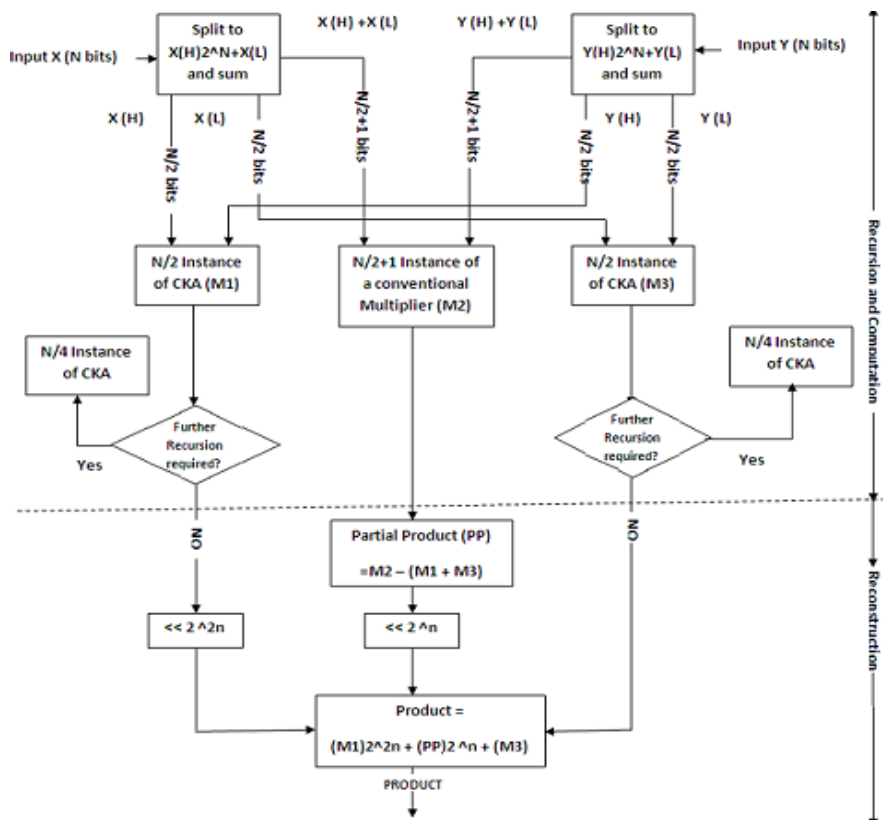 X (H) +X (L)
Y (H) +Y (L)
Input X (N bits)
Split to
X(H)2^N+X(L)
and sum
Split to
Y(H)2^N+Y(L)
and sum
Input Y (N bits)
X (H)
X (L)
Y (H)
Y (L)
N/2 bits
N/2 bits
N/2+1 bits
N/2+1 bits
N/2 bits
N/2 bits
N/2 Instance
of CKA (M1)
N/2+1 Instance of
a conventional
Multiplier (M2)
N/2 Instance
of CKA (M3)
Recursion and Computation
N/4 Instance
of CKA
N/4 Instance
of CKA
Further
Recursion
required?
Yes
Further
Recursion
required?
Yes
NO
NO
Partial Product (PP)
=M2 – (M1 + M3)
Reconstruction
<< 2 ^2n
<< 2 ^n
Product =
(M1)2^2n + (PP)2 ^n + (M3)
PRODUCT